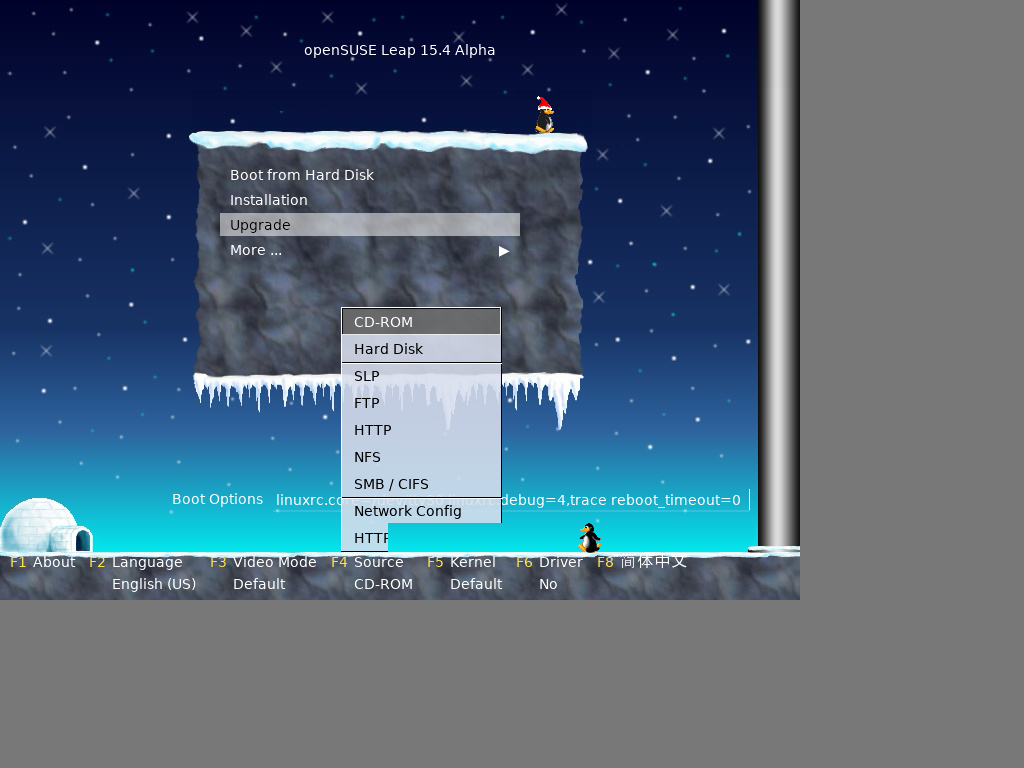 openSUSE Leap 15.4 Alpha
Boot from Hard Disk
Installation
Upgrade
More ...
CD-ROM
Hard Disk
SLP
FTP
HTTP
NFS
SMB / CIFS
Network Config
HTTP
Boot Options debug=4,trace reboot_timeout=0
F1 About F2 Language F3 Video Mode F4 Source F5 Kernel F6 Driver F8 简体中文
English (US) Default CD-ROM Default No